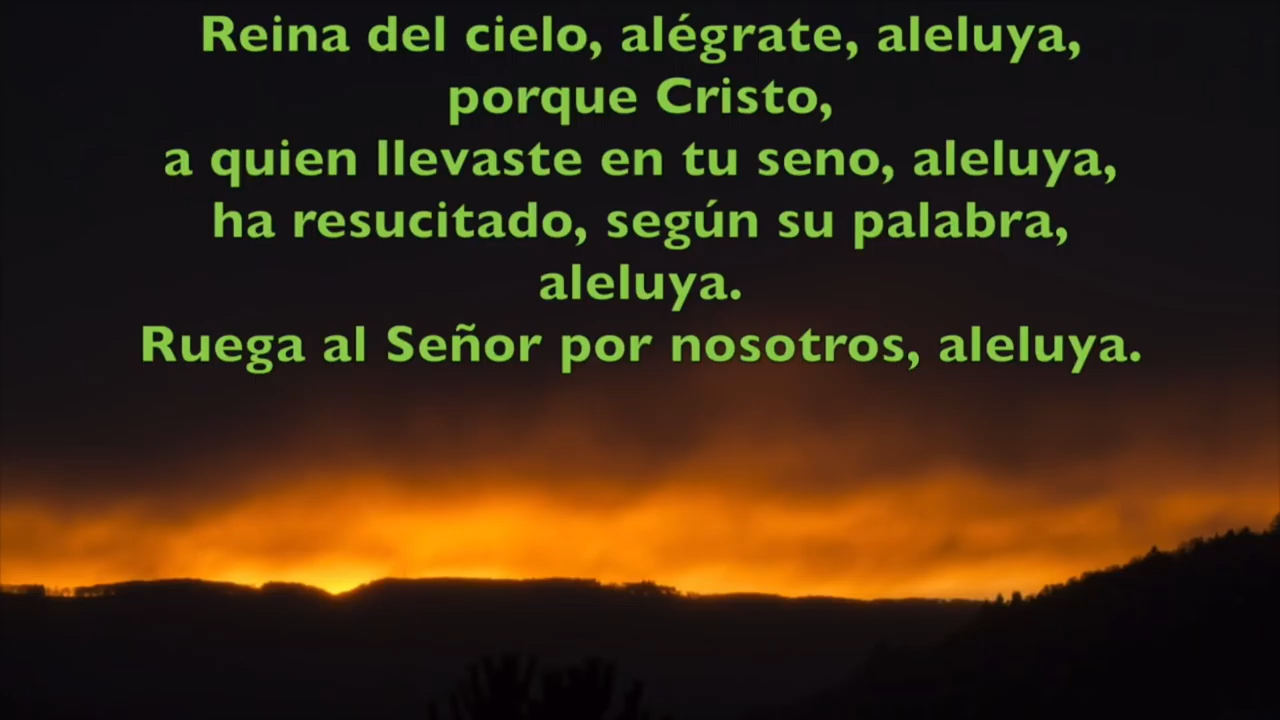 Reina del cielo, alégrate, aleluya,
porque Cristo,
a quien llevaste en tu seno, aleluya,
ha resucitado, según su palabra,
aleluya.
Ruega al Señor por nosotros, aleluya.